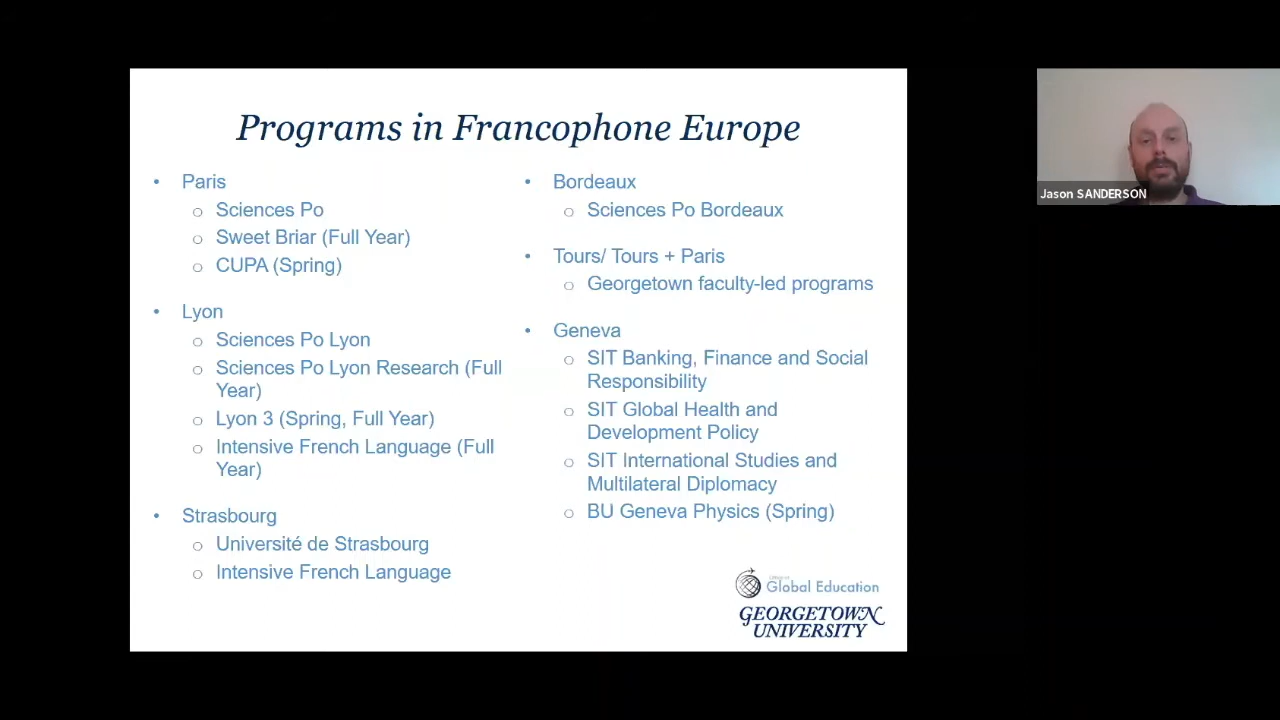 Programs in Francophone Europe
• Paris
o Sciences Po
o Sweet Briar (Full Year)
o CUPA (Spring)
• Lyon
o Sciences Po Lyon
o Sciences Po Lyon Research (Full
Year)
o Lyon 3 (Spring, Full Year)
o Intensive French Language (Full
Year)
• Strasbourg
o Université de Strasbourg
o Intensive French Language
• Bordeaux
o Sciences Po Bordeaux
• Tours/ Tours + Paris
o Georgetown faculty-led programs
• Geneva
o SIT Banking, Finance and Social
Responsibility
o SIT Global Health and
Development Policy
o SIT International Studies and
Multilateral Diplomacy
o BU Geneva Physics (Spring)
Global Education
GEORGETOWN
UNIVERSITY
Jason SANDERSON